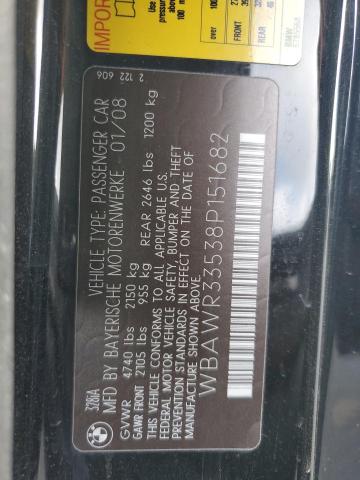 328iA
VEHICLE TYPE: PASSENGER CAR
MFD BY BAYERISCHE MOTORENWERKE 01/08
GVWR 4740 lbs 2150 kg
GAWR FRONT 2105 lbs 955 kg REAR 2646 lbs 1200 kg
THIS VEHICLE CONFORMS TO ALL APPLICABLE
FEDERAL MOTOR VEHICLE SAFETY, BUMPER AND THEFT
PREVENTION STANDARDS IN EFFECT ON THE DATE OF
MANUFACTURE SHOWN ABOVE.
WBAWR33538P151682
2 122 606
BMW
IMPOR
over
FRONT
REAR
BMW